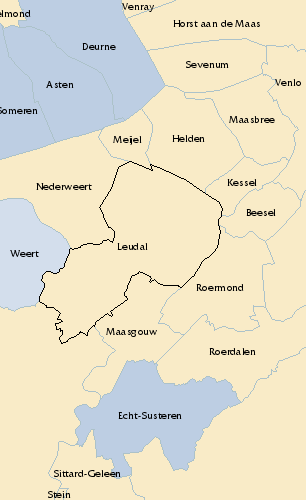 Venray
elmond
Horst aan de Maas
Deurne
Sevenum
Venlo
Asten
Someren
Maasbree
Meijel
Helden
Kessel
Nederweert
Beesel
Leudal
Weert
Roermond
Maasgouw
Roerdalen
Echt-Susteren
Sittard-Geleen
Stein